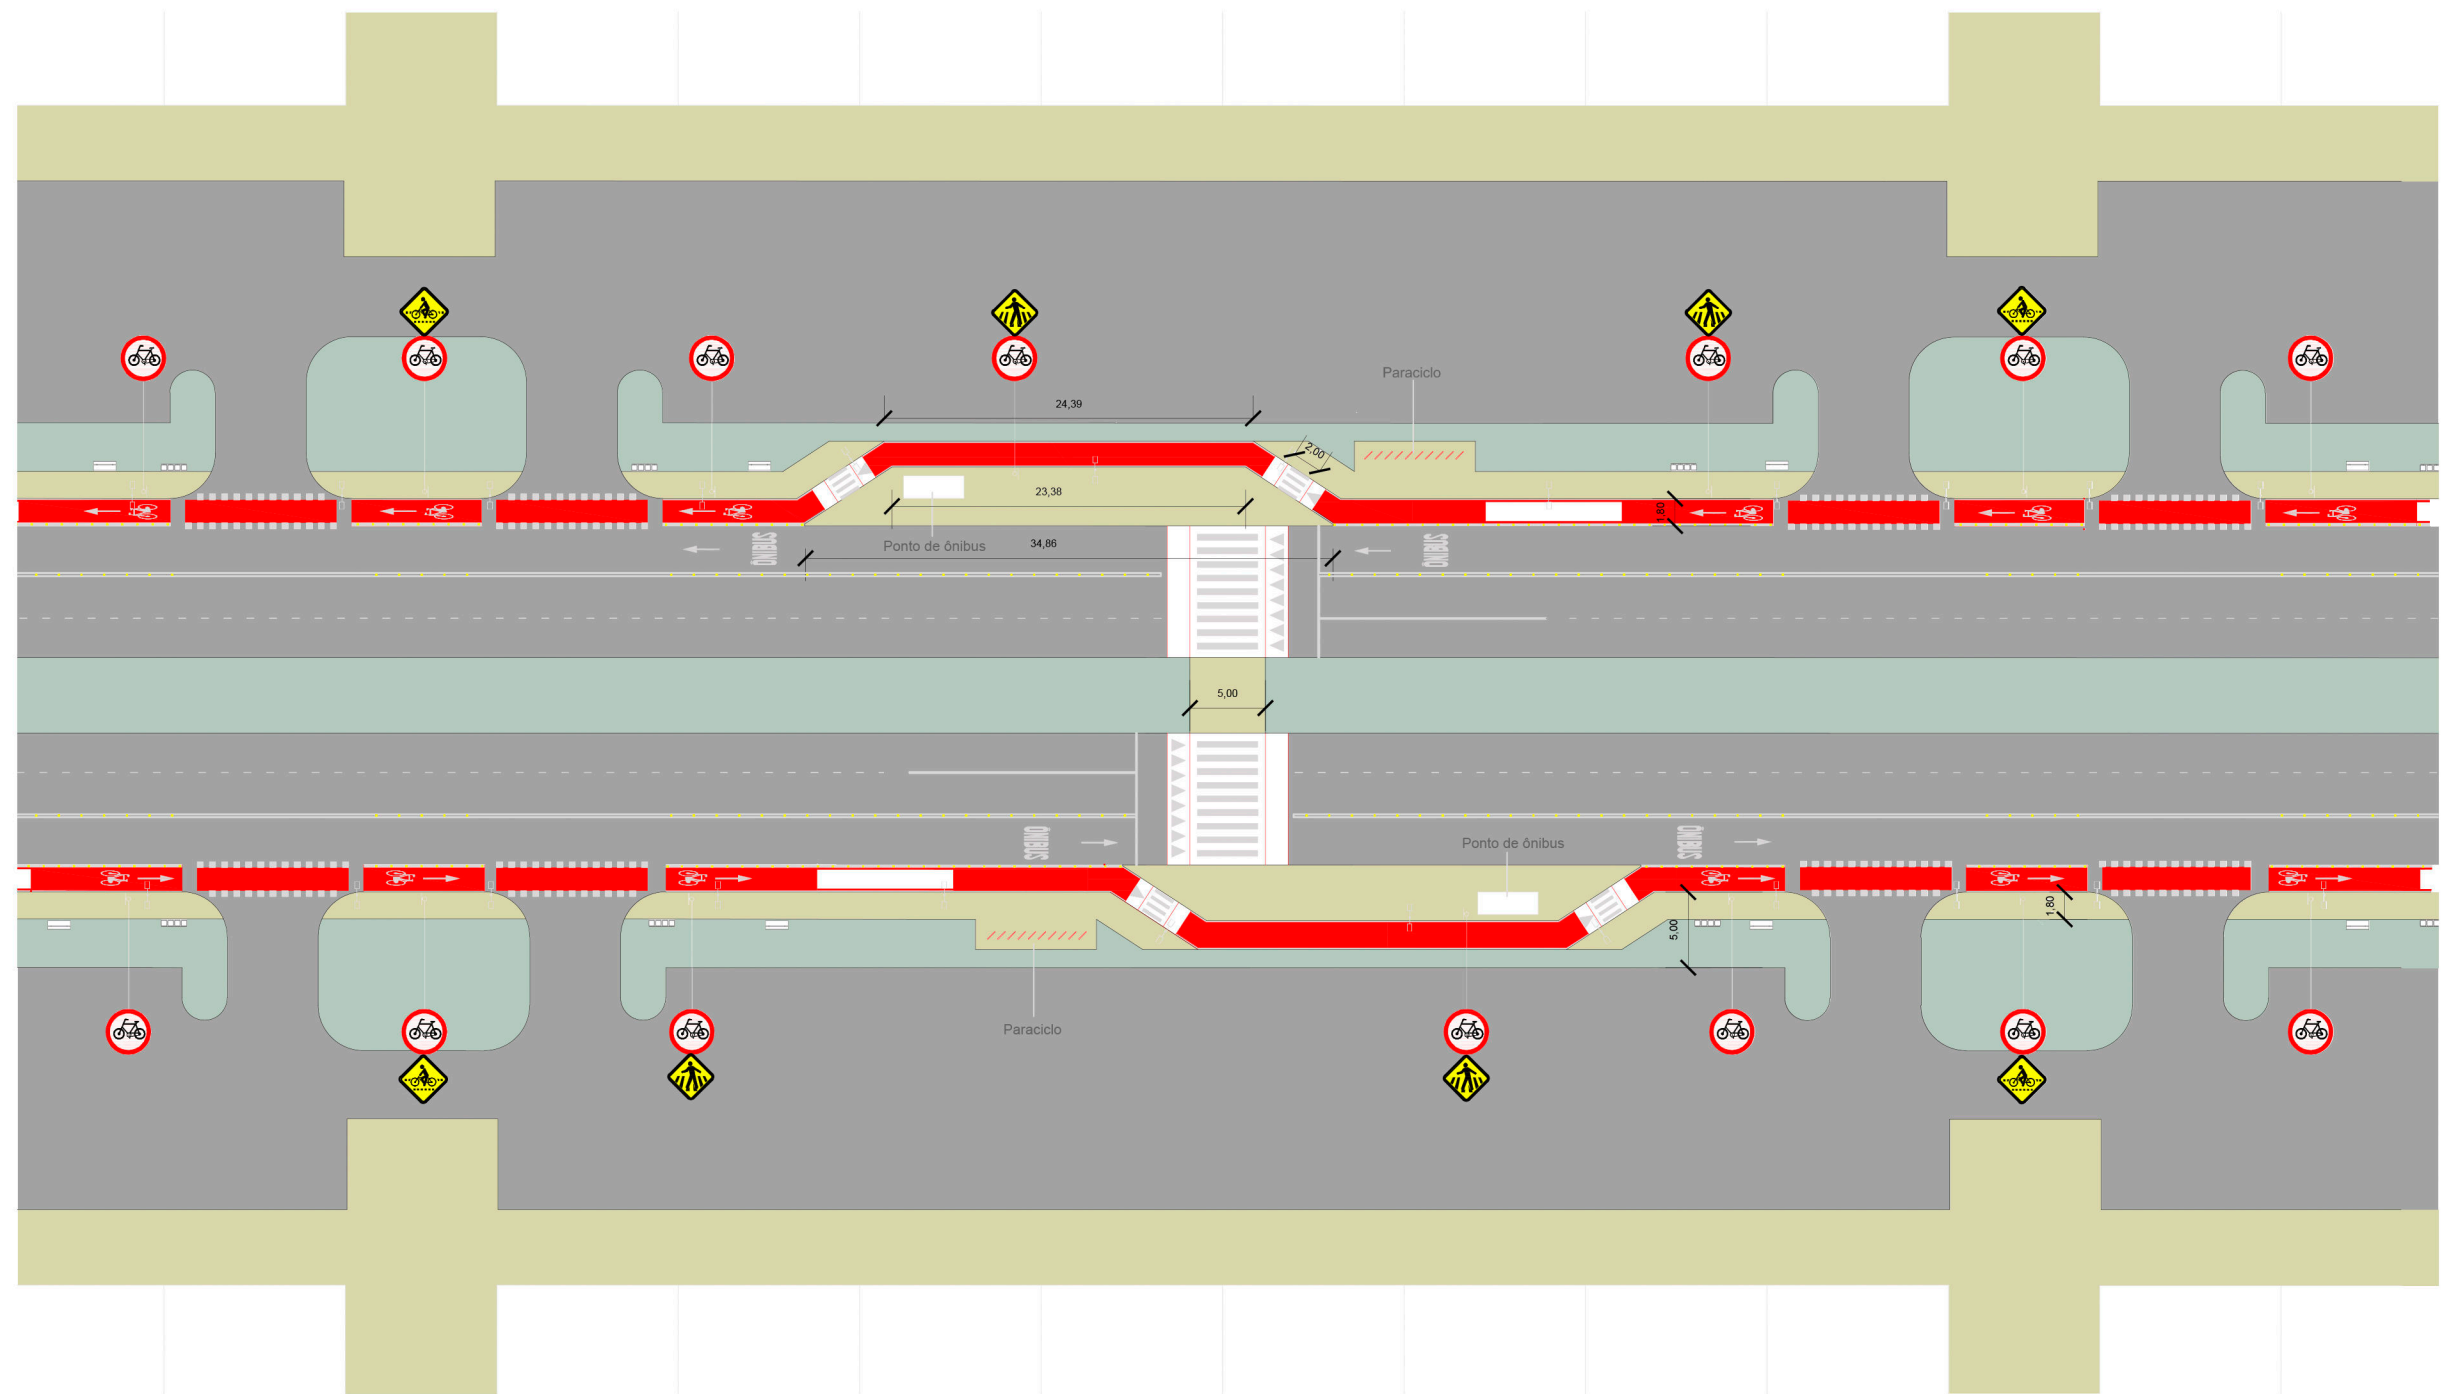 Paraciclo
24,39
2,00
23,38
1,80
Ponto de ônibus
34,86
ÔNIBUS
ÔNIBUS
5,00
ÔNIBUS
ÔNIBUS
Ponto de ônibus
1,80
5,00
Paraciclo